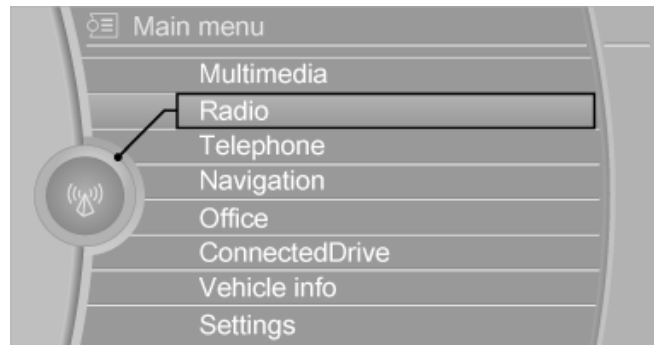 Main menu
Multimedia
Radio
Telephone
Navigation
Office
ConnectedDrive
Vehicle info
Settings